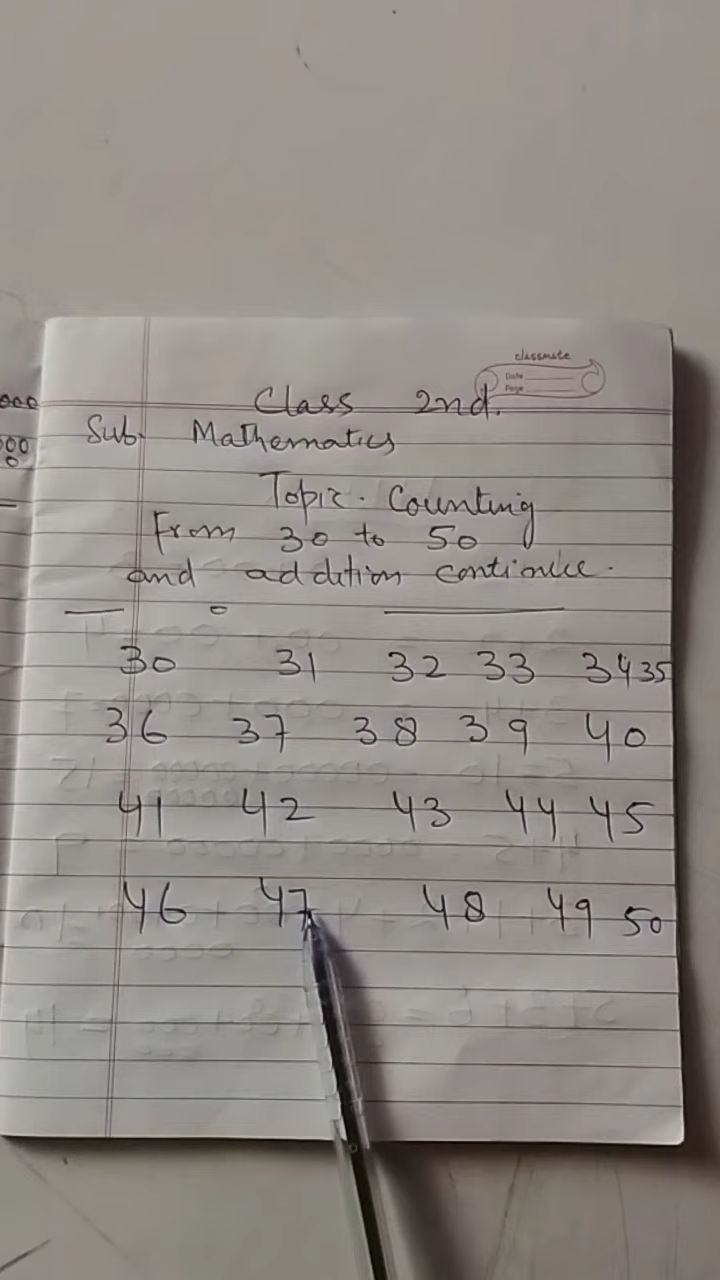 classmate
Date
Page
Class 2nd.
Sub. Mathematics
Topic. Counting
From 30 to 50
and addition continue.
30 31 32 33 34 35
36 37 38 39 40
41 42 43 44 45
46 47 48 49 50